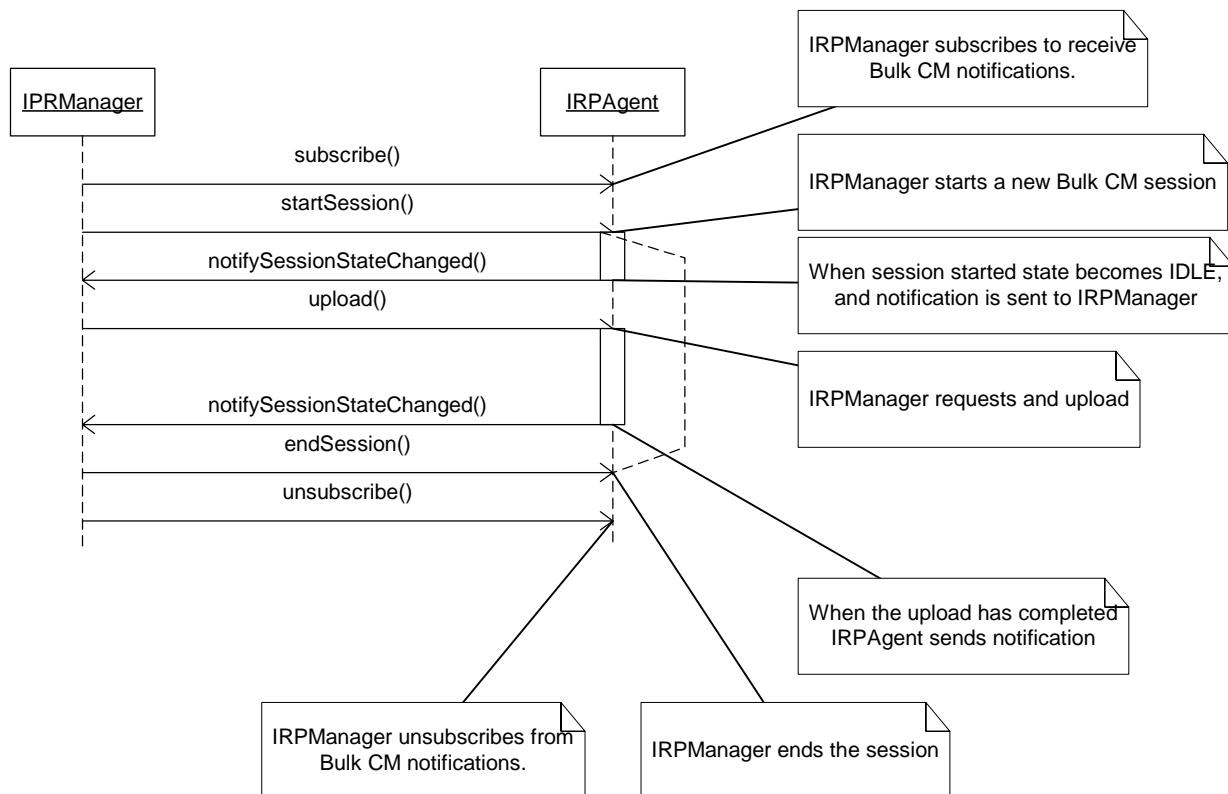 IRPManager subscribes to receive
Bulk CM notifications.
IPRManager
IRPAgent
subscribe()
IRPManager starts a new Bulk CM session
startSession()
When session started state becomes IDLE,
and notification is sent to IRPManager
notifySessionStateChanged()
upload()
IRPManager requests and upload
notifySessionStateChanged()
endSession()
unsubscribe()
When the upload has completed
IRPAgent sends notification
IRPManager unsubscribes from
Bulk CM notifications.
IRPManager ends the session